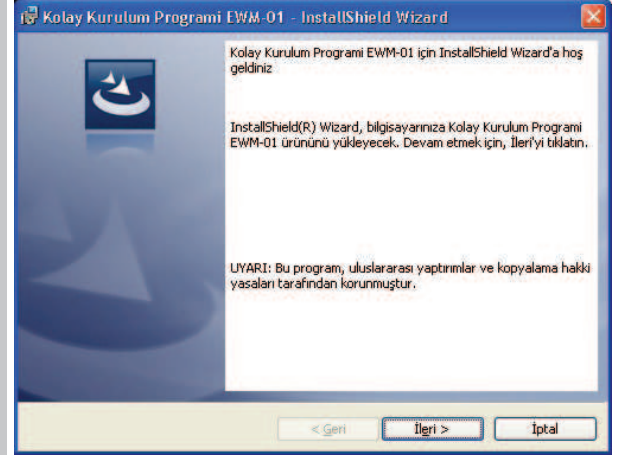 Kolay Kurulum Programi EWM-01 - InstallShield Wizard
Kolay Kurulum Programi EWM-01 için InstallShield Wizard'a hoş
geldiniz
InstallShield(R) Wizard, bilgisayarınıza Kolay Kurulum Programi
EWM-01 ürününü yükleyecek. Devam etmek için, İleri'yi tıklatın.
UYARI: Bu program, uluslararası yaptırımlar ve kopyalama hakki
yasaları tarafından korunmuştur.
< Geri İleri > İptal